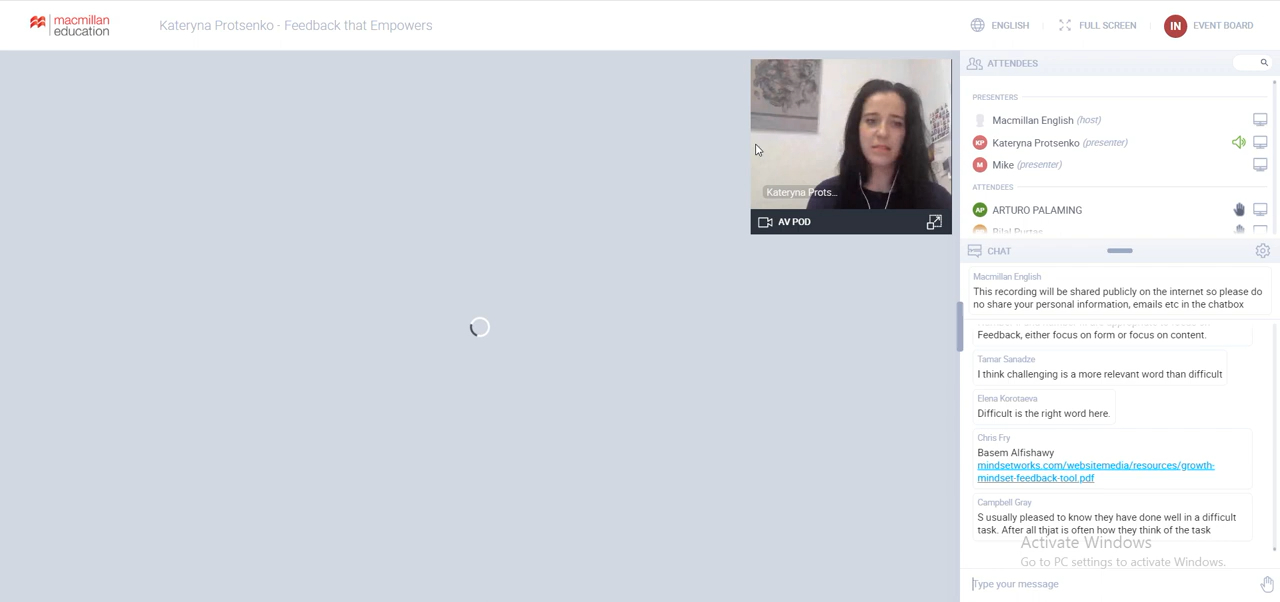 macmillan
education
Kateryna Protsenko - Feedback that Empowers
ENGLISH
FULL SCREEN
IN
EVENT BOARD
Kateryna Prots...
AV POD
ATTENDEES
PRESENTERS
Macmillan English (host)
KP
Kateryna Protsenko (presenter)
M
Mike (presenter)
ATTENDEES
AP
ARTURO PALAMING
CHAT
Macmillan English
This recording will be shared publicly on the internet so please do
no share your personal information, emails etc in the chatbox
Feedback, either focus on form or focus on content.
Tamar Sanadze
I think challenging is a more relevant word than difficult
Elena Korotaeva
Difficult is the right word here.
Chris Fry
Basem Alfishawy
mindsetworks.com/websitemedia/resources/growth-
mindset-feedback-tool.pdf
Campbell Gray
S usually pleased to know they have done well in a difficult
task. After all thjat is often how they think of the task
Activate Windows
Go to PC settings to activate Windows.
Type your message